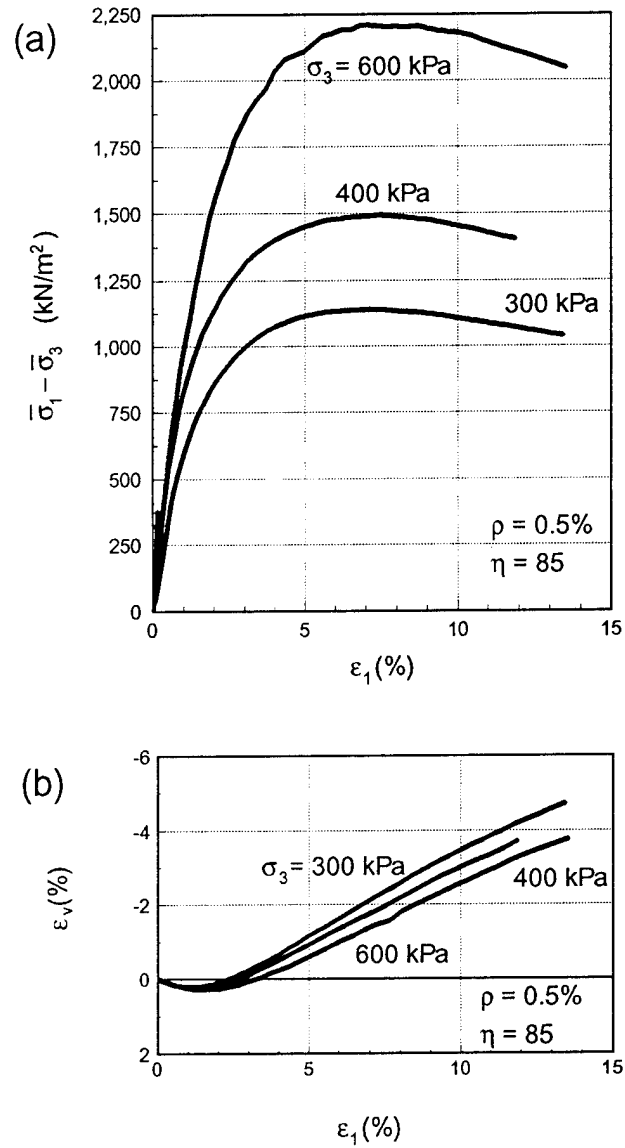 (a)
2,250
2,000
1,750
1,500
1,250
1,000
750
500
250
0
σ̅₁ – σ̅₃ (kN/m²)
σ₃ = 600 kPa
400 kPa
300 kPa
ρ = 0.5%
η = 85
0 5 10 15
ε₁(%)
(b)
-6
-4
-2
0
2
εᵥ(%)
σ₃ = 300 kPa
400 kPa
600 kPa
ρ = 0.5%
η = 85
0 5 10 15
ε₁(%)